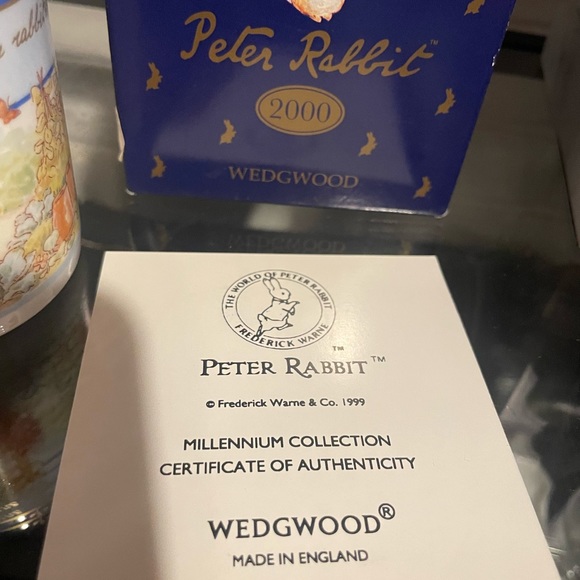 rabbit
Peter Rabbit™
2000
WEDGWOOD
THE WORLD OF PETER RABBIT
FREDERICK WARNE
™
PETER RABBIT™
© Frederick Warne & Co. 1999
MILLENNIUM COLLECTION
CERTIFICATE OF AUTHENTICITY
WEDGWOOD®
MADE IN ENGLAND